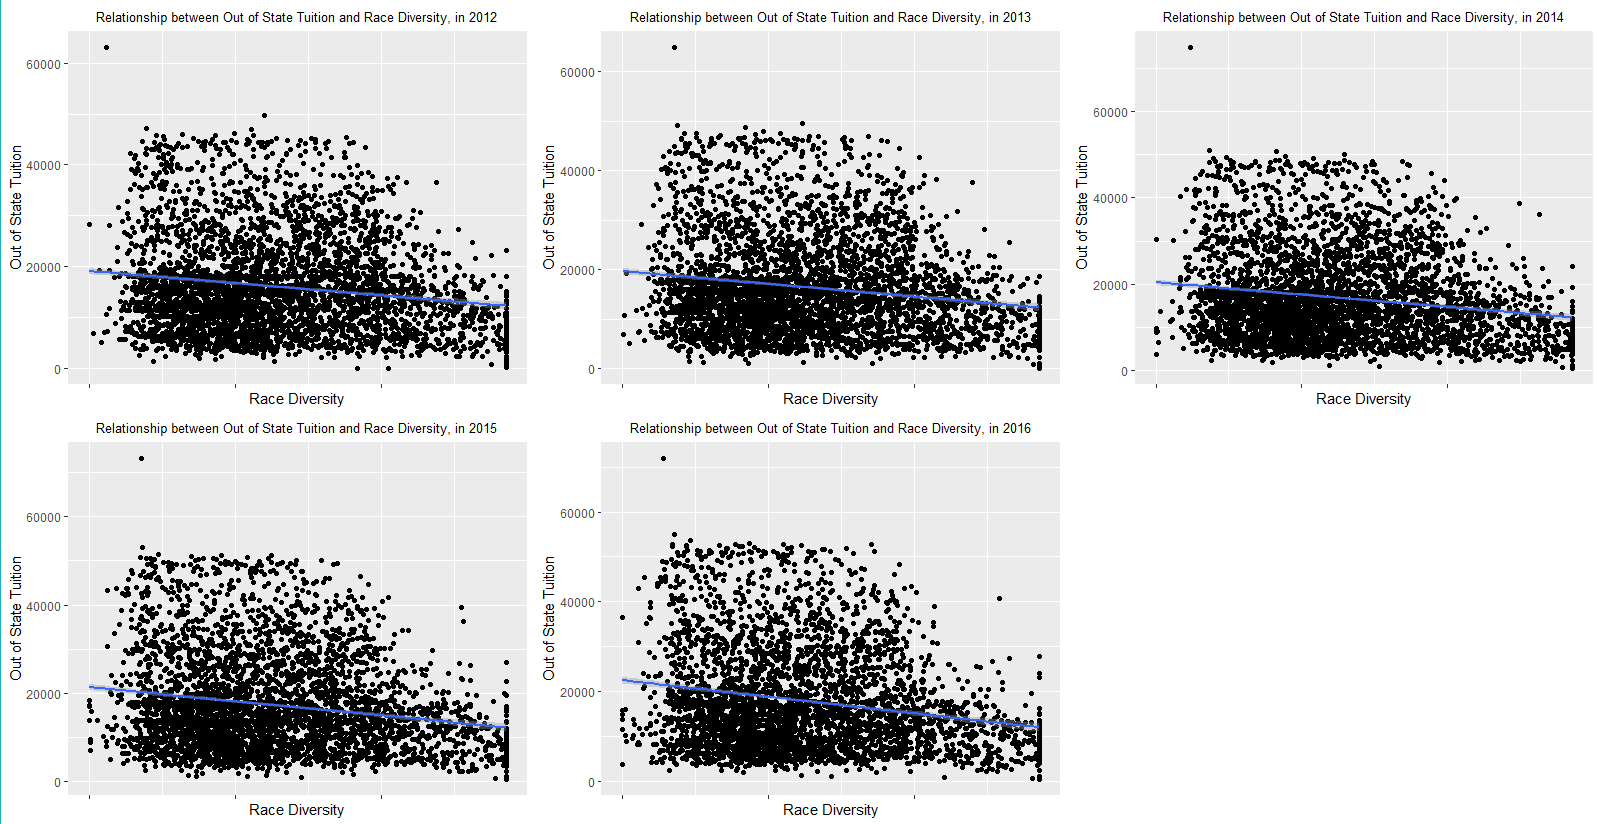 Relationship between Out of State Tuition and Race Diversity, in 2012
60000
40000
20000
0
Out of State Tuition
Race Diversity
Relationship between Out of State Tuition and Race Diversity, in 2013
60000
40000
20000
0
Out of State Tuition
Race Diversity
Relationship between Out of State Tuition and Race Diversity, in 2014
60000
40000
20000
0
Out of State Tuition
Race Diversity
Relationship between Out of State Tuition and Race Diversity, in 2015
60000
40000
20000
0
Out of State Tuition
Race Diversity
Relationship between Out of State Tuition and Race Diversity, in 2016
60000
40000
20000
0
Out of State Tuition
Race Diversity